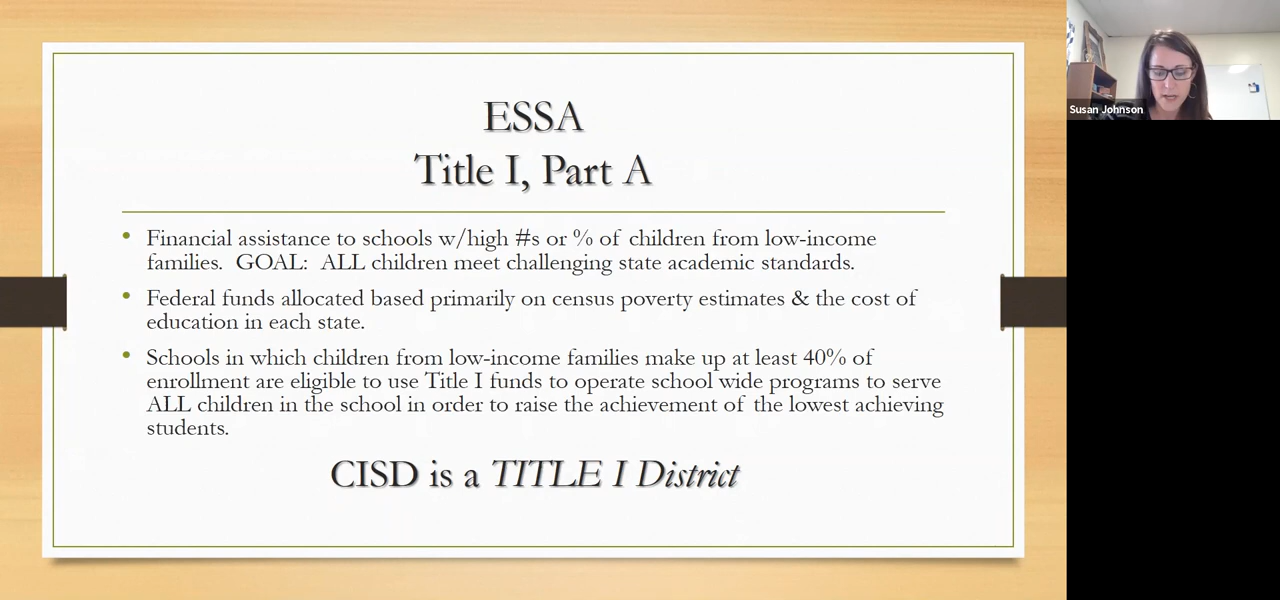 ESSA
Title I, Part A
Financial assistance to schools w/high #s or % of children from low-income
families.  GOAL:  ALL children meet challenging state academic standards.
Federal funds allocated based primarily on census poverty estimates & the cost of
education in each state.
Schools in which children from low-income families make up at least 40% of
enrollment are eligible to use Title I funds to operate school wide programs to serve
ALL children in the school in order to raise the achievement of the lowest achieving
students.
CISD is a TITLE I District
Susan Johnson